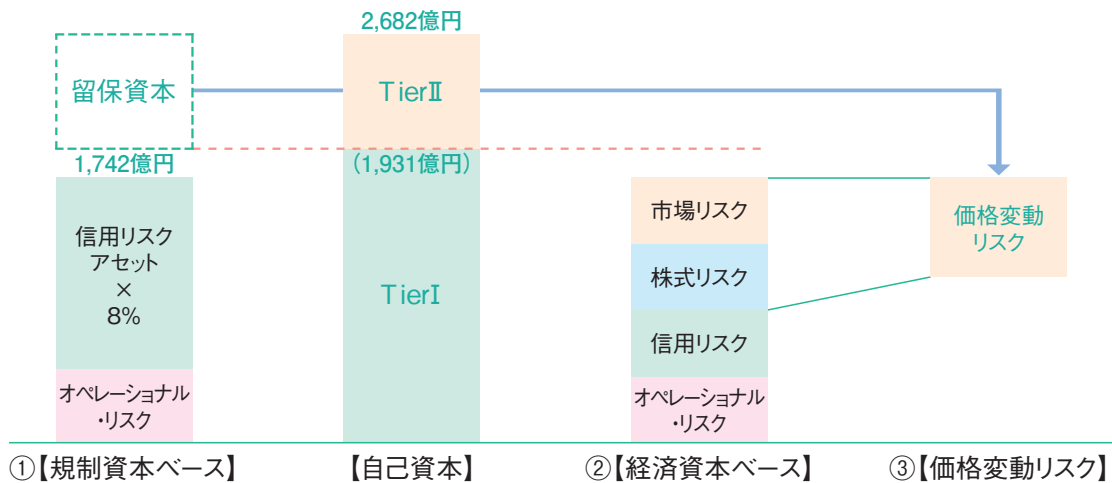 2,682億円
留保資本
TierⅡ
1,742億円
(1,931億円)
信用リスク
アセット
×
8%
TierⅠ
オペレーショナル
・リスク
市場リスク
株式リスク
信用リスク
オペレーショナル
・リスク
価格変動
リスク
①【規制資本ベース】
【自己資本】
②【経済資本ベース】
③【価格変動リスク】